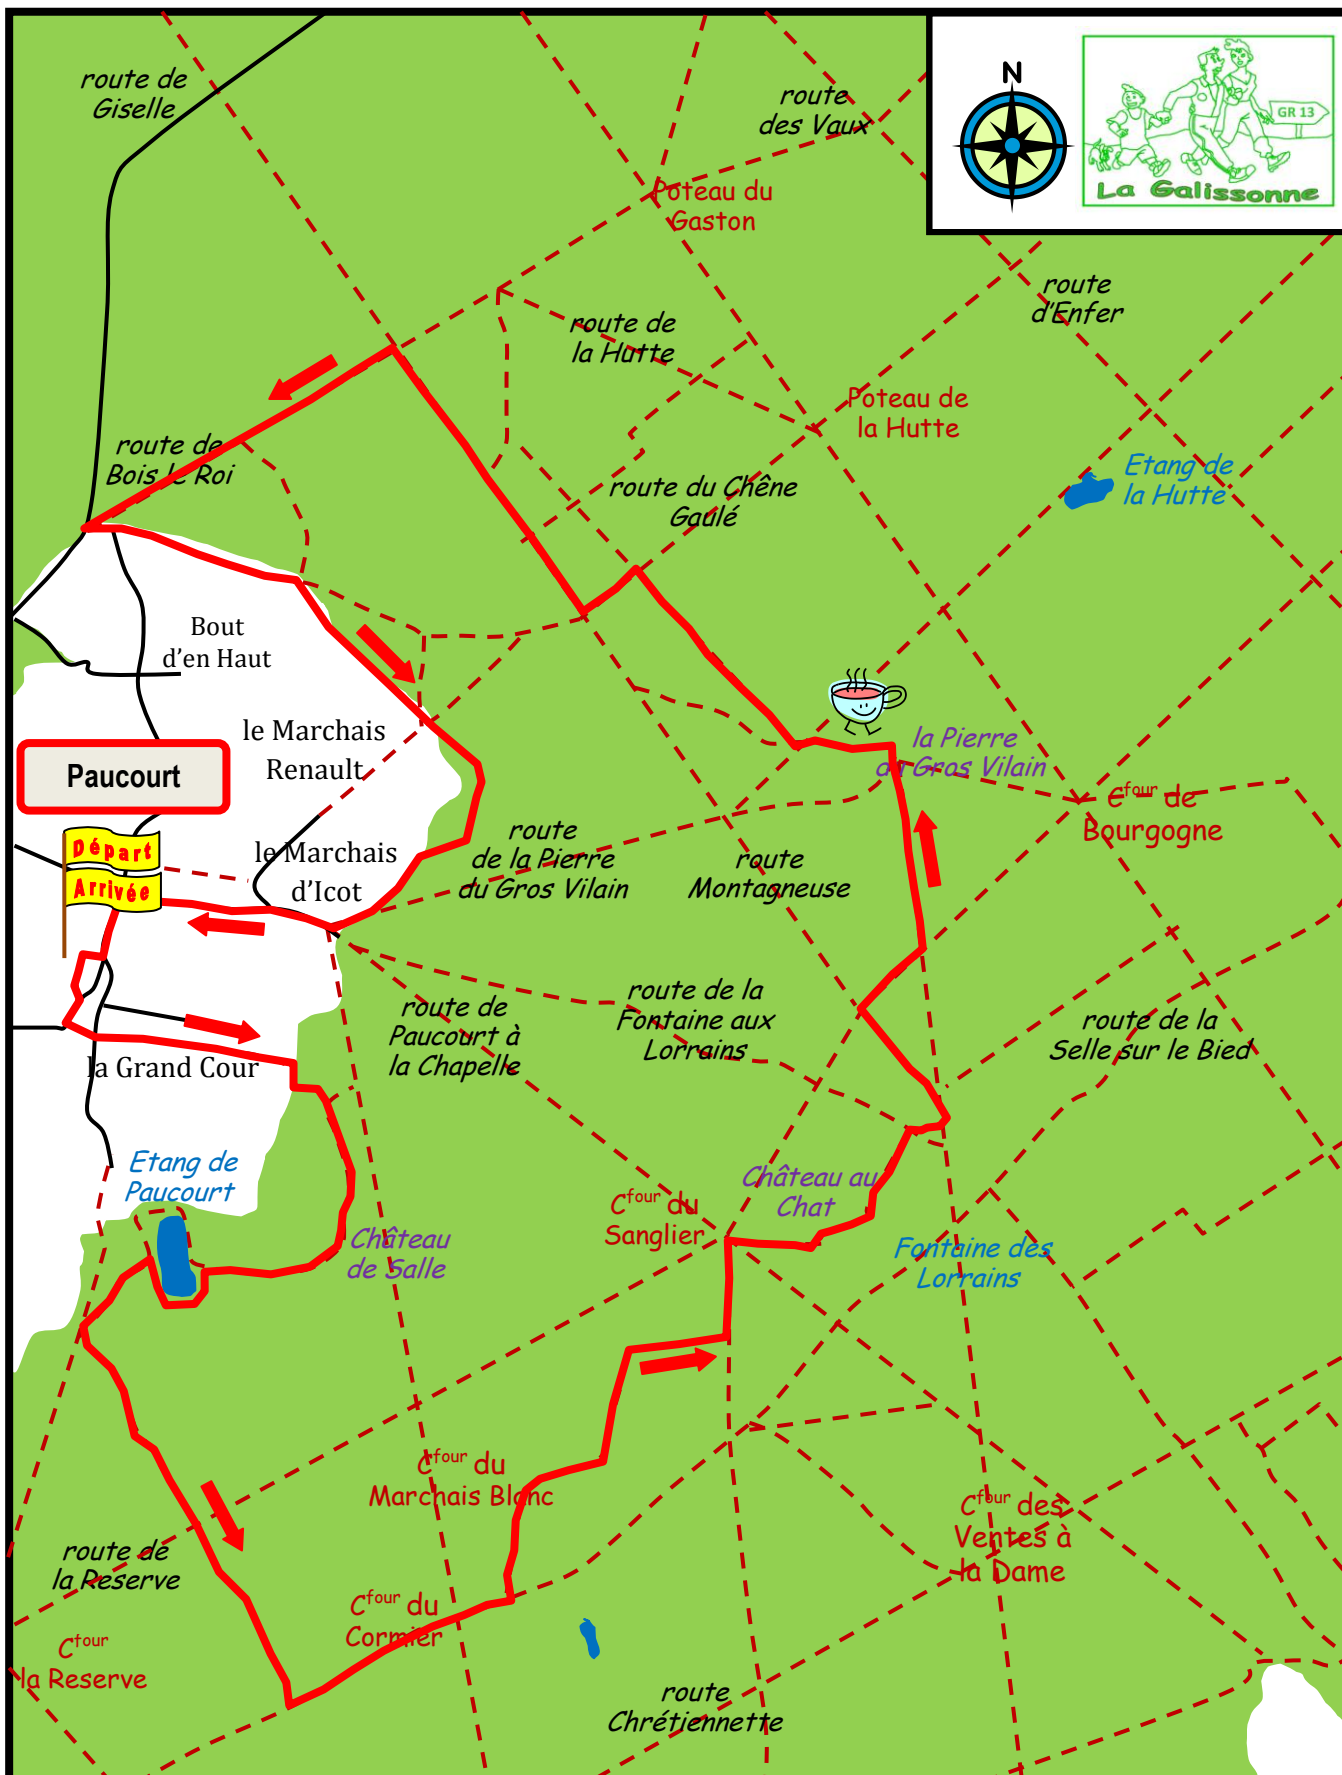 route de
Giselle
route
des Vaux
N
GR 13
La Galissonne
Poteau du
Gaston
route
d'Enfer
route de
la Hutte
Poteau de
la Hutte
route de
Bois le Roi
Etang de
la Hutte
route du Chêne
Gaulé
Bout
d'en Haut
le Marchais
Renault
la Pierre
du Gros Vilain
Paucourt
Cfour de
Bourgogne
Départ
Arrivée
le Marchais
d'Icot
route
de la Pierre
du Gros Vilain
route
Montagneuse
route de
Paucourt à
la Chapelle
route de la
Fontaine aux
Lorrains
route de la
Selle sur le Bied
la Grand Cour
Etang de
Paucourt
Château au
Chat
Cfour du
Sanglier
Château
de Salle
Fontaine des
Lorrains
Cfour du
Marchais Blanc
Cfour des
Ventes à
la Dame
route de
la Reserve
Cfour du
Cormier
Cfour
la Reserve
route
Chrétiennette